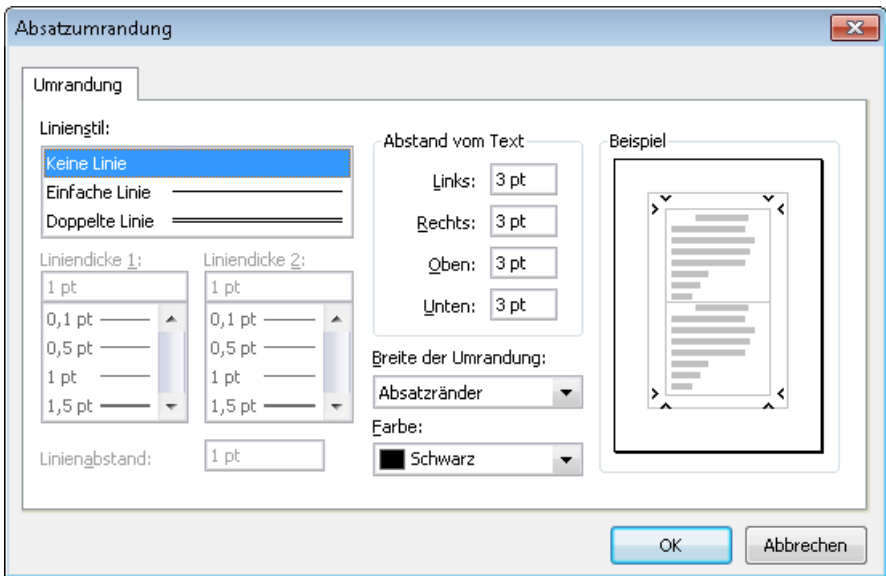 Absatzumrandung
Umrandung
Linienstil:
Keine Linie
Einfache Linie
Doppelte Linie
Liniendicke 1:
1 pt
0,1 pt
0,5 pt
1 pt
1,5 pt
Liniendicke 2:
1 pt
0,1 pt
0,5 pt
1 pt
1,5 pt
Linienabstand:
1 pt
Abstand vom Text
Links:
3 pt
Rechts:
3 pt
Oben:
3 pt
Unten:
3 pt
Breite der Umrandung:
Absatzränder
Farbe:
Schwarz
Beispiel
OK
Abbrechen